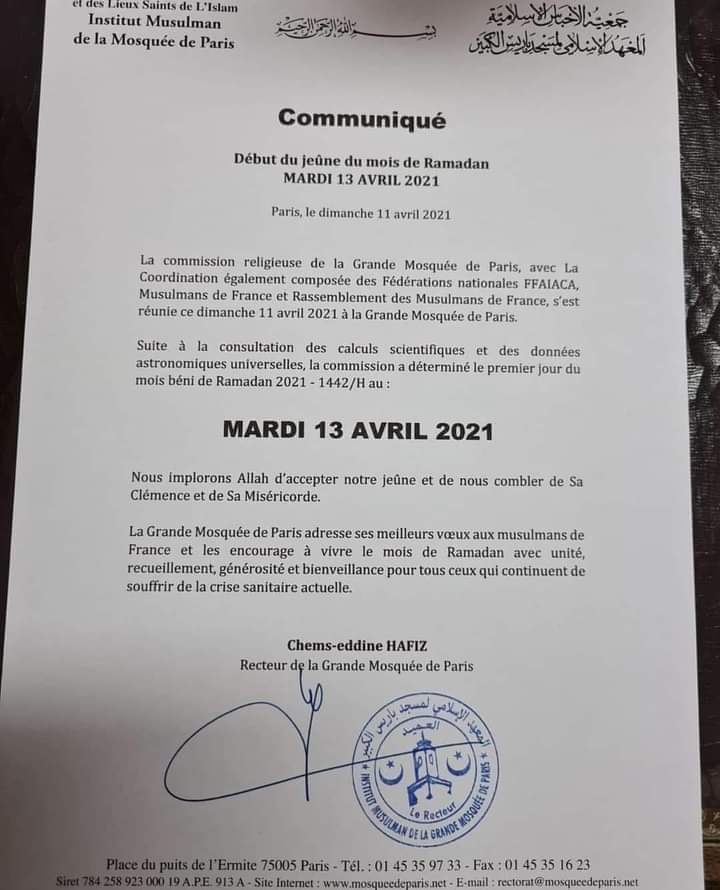 et des Lieux Saints de L'Islam
Institut Musulman
de la Mosquée de Paris
بسم الله الرحمن الرحيم
جمعية الأحباس الإسلامية
المعهد الإسلامي لمسجد باريس الكبير
Communiqué
Début du jeûne du mois de Ramadan
MARDI 13 AVRIL 2021
Paris, le dimanche 11 avril 2021
La commission religieuse de la Grande Mosquée de Paris, avec La
Coordination également composée des Fédérations nationales FFAIACA,
Musulmans de France et Rassemblement des Musulmans de France, s'est
réunie ce dimanche 11 avril 2021 à la Grande Mosquée de Paris.
Suite à la consultation des calculs scientifiques et des données
astronomiques universelles, la commission a déterminé le premier jour du
mois béni de Ramadan 2021 - 1442/H au :
MARDI 13 AVRIL 2021
Nous implorons Allah d'accepter notre jeûne et de nous combler de Sa
Clémence et de Sa Miséricorde.
La Grande Mosquée de Paris adresse ses meilleurs vœux aux musulmans de
France et les encourage à vivre le mois de Ramadan avec unité,
recueillement, générosité et bienveillance pour tous ceux qui continuent de
souffrir de la crise sanitaire actuelle.
Chems-eddine HAFIZ
Recteur de la Grande Mosquée de Paris
المعهد الإسلامي لمسجد باريس الكبير
العميد
Le Recteur
INSTITUT MUSULMAN DE LA GRANDE MOSQUÉE DE PARIS
Place du puits de l'Ermite 75005 Paris - Tél. : 01 45 35 97 33 - Fax : 01 45 35 16 23
Siret 784 258 923 000 19 A.P.E. 913 A - Site Internet : www.mosqueedeparis.net - E-mail : rectorat@mosqueedeparis.net